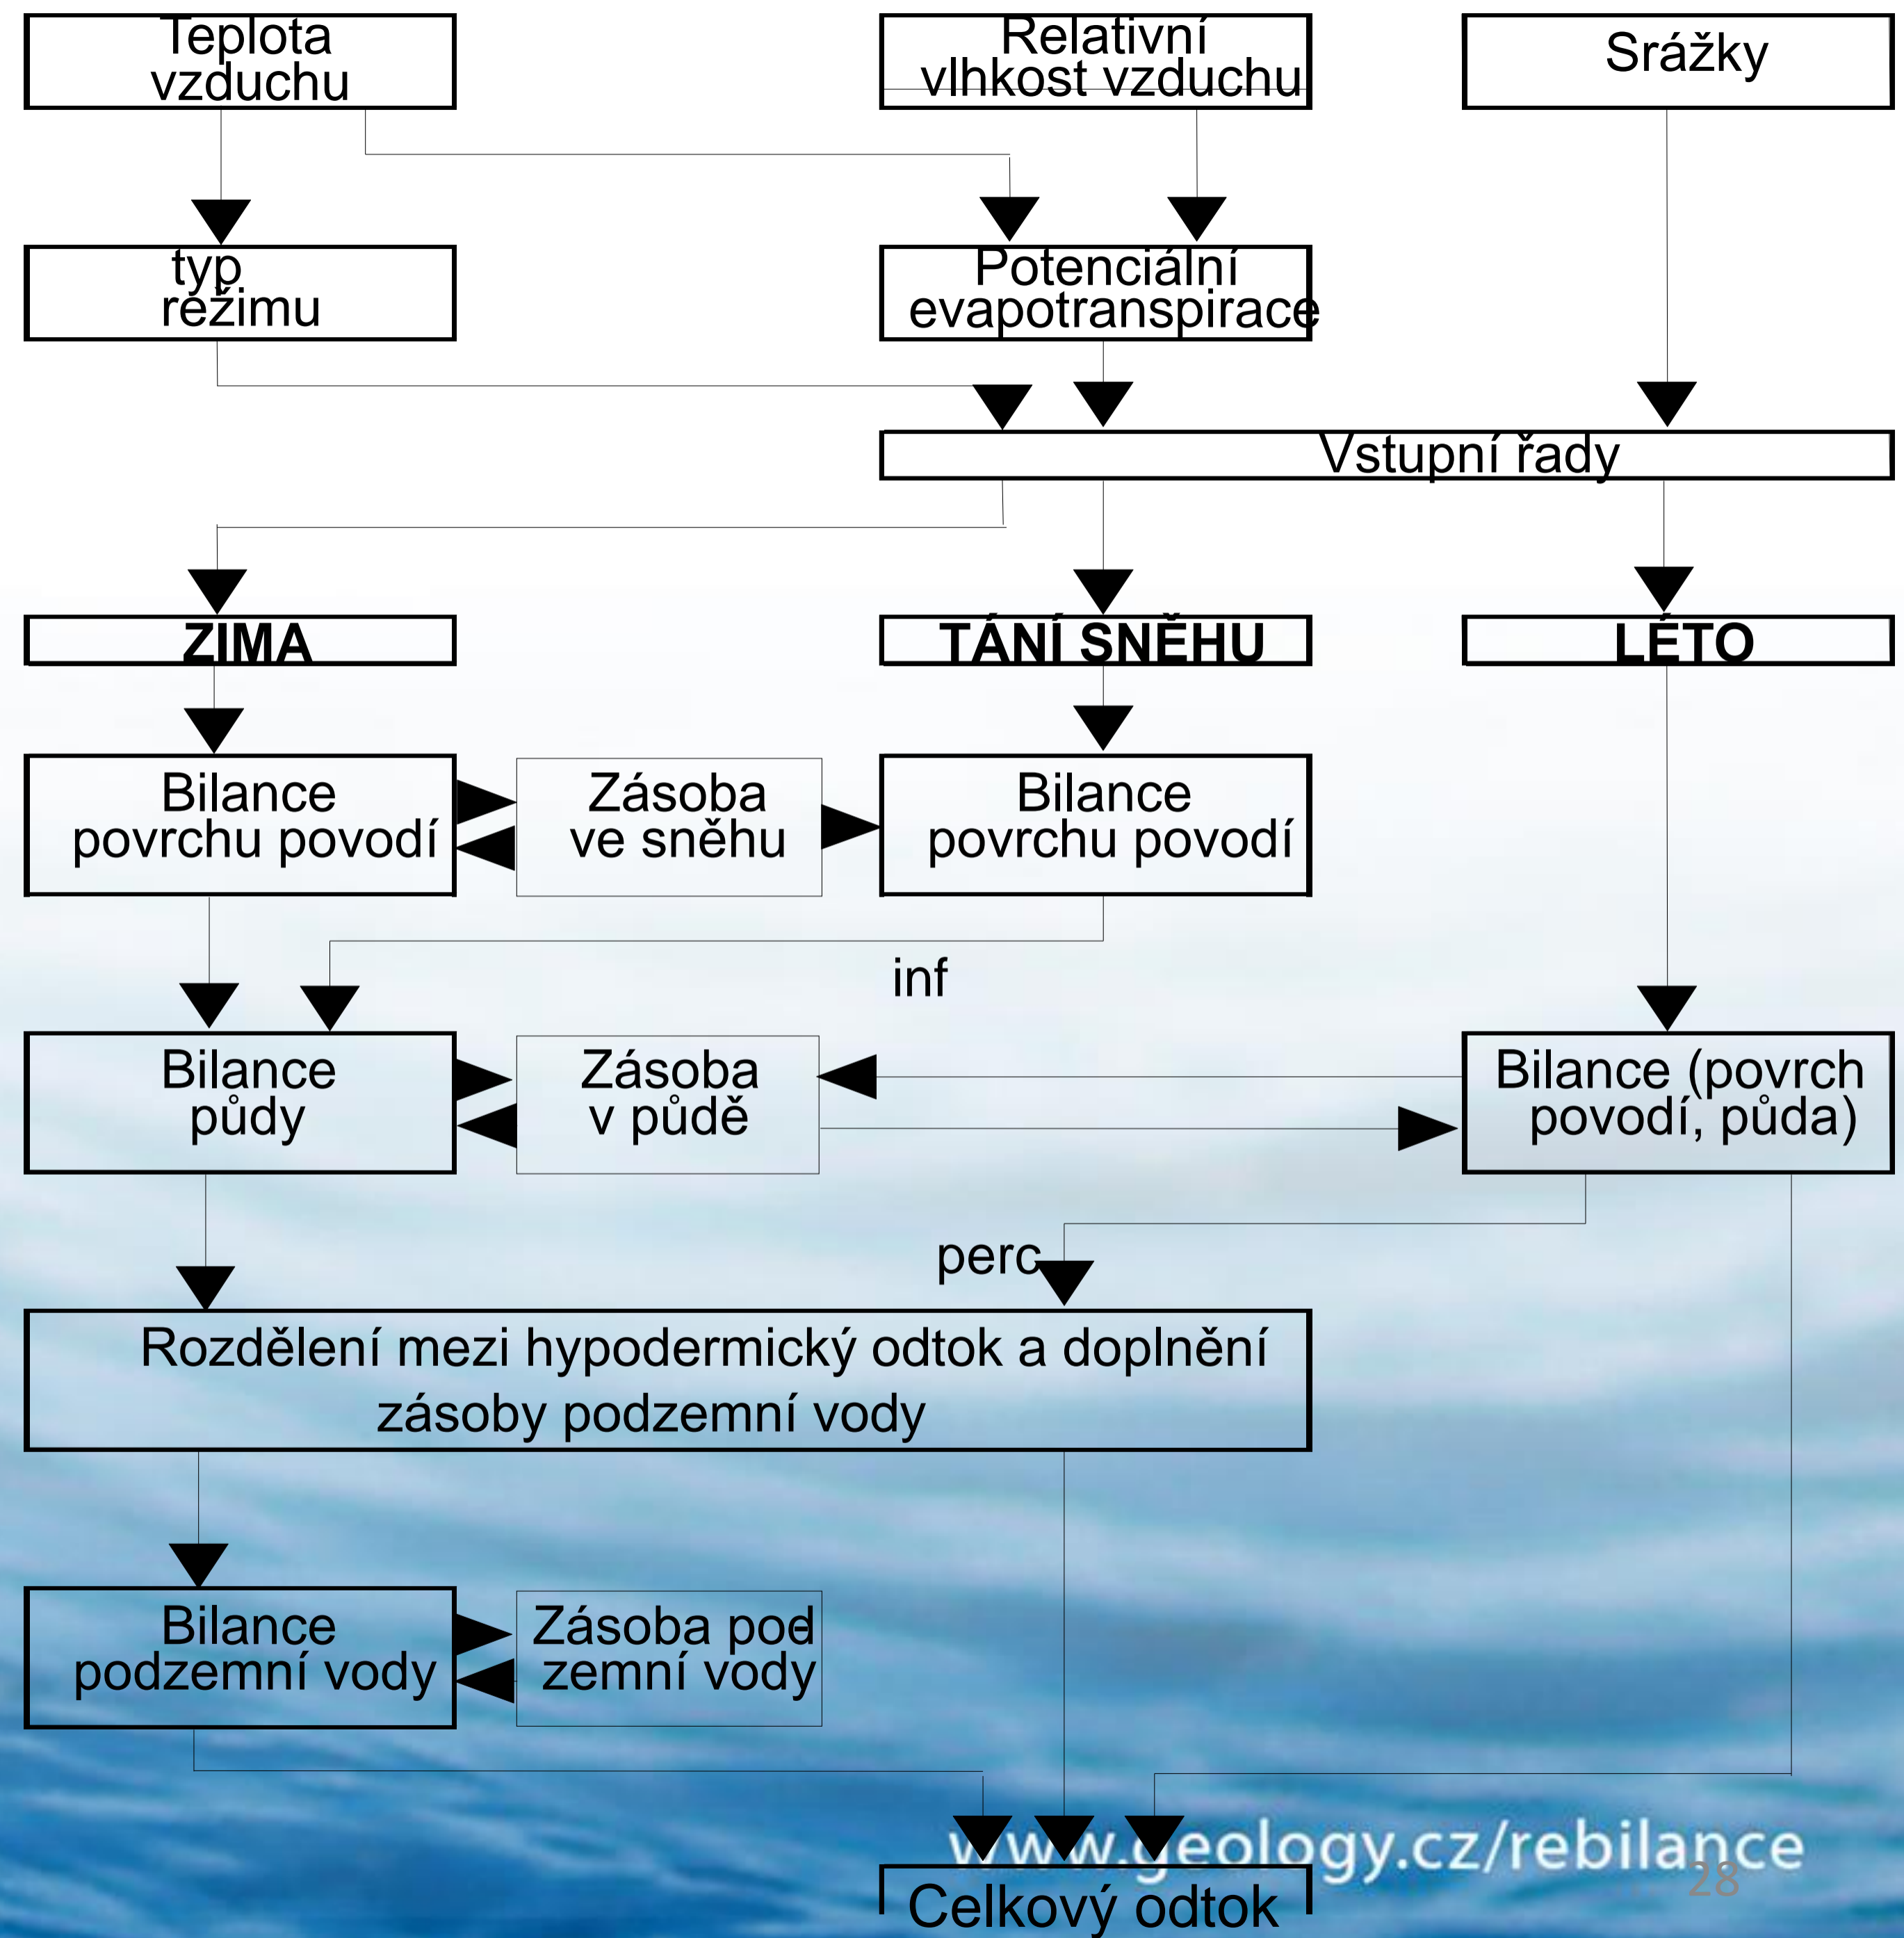 Teplota
vzduchu
Relativní
vlhkost vzduchu
Srážky
typ
režimu
Potenciální
evapotranspirace
Vstupní řady
ZIMA
TÁNÍ SNĚHU
LÉTO
Bilance
povrchu povodí
Zásoba
ve sněhu
Bilance
povrchu povodí
inf
Bilance
půdy
Zásoba
v půdě
Bilance (povrch
povodí, půda)
perc
Rozdělení mezi hypodermický odtok a doplnění
zásoby podzemní vody
Bilance
podzemní vody
Zásoba pod-
zemní vody
www.geology.cz/rebilance
28
Celkový odtok